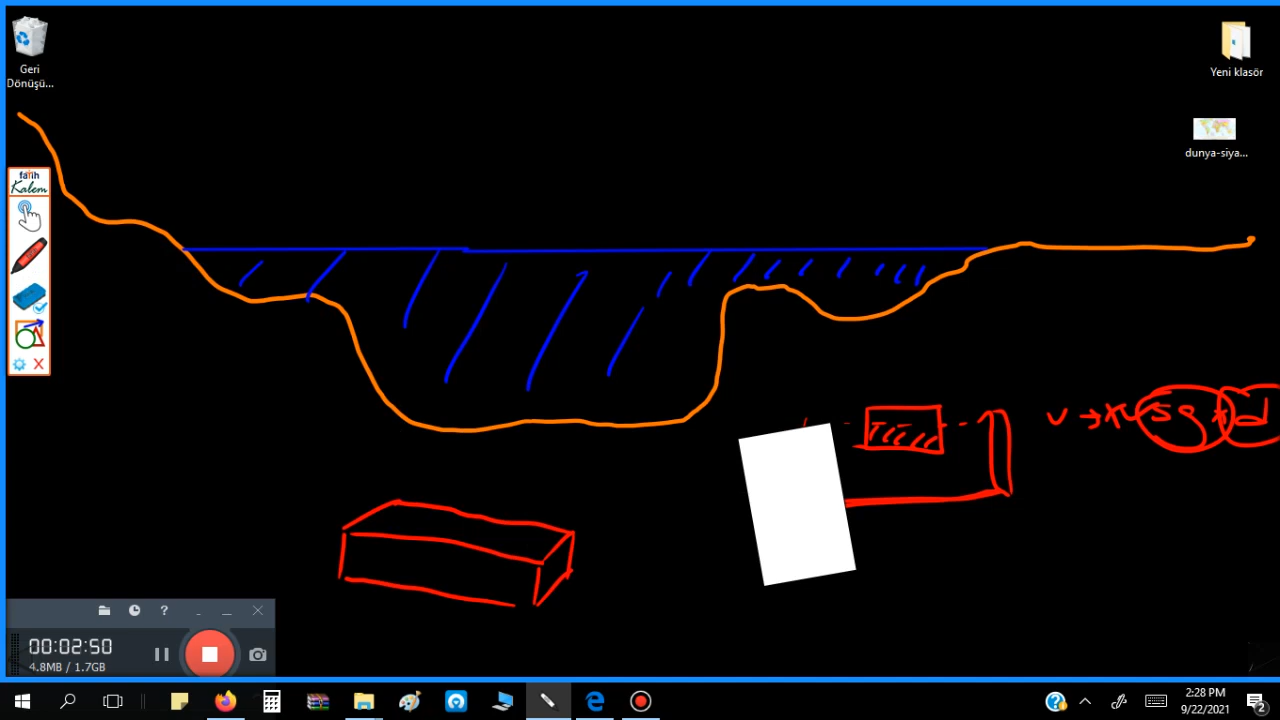 Geri
Dönüşü...
Yeni klasör
dunya-siya...
fatih
Kalem
00:02:50
4.8MB / 1.7GB
2:28 PM
9/22/2021
2